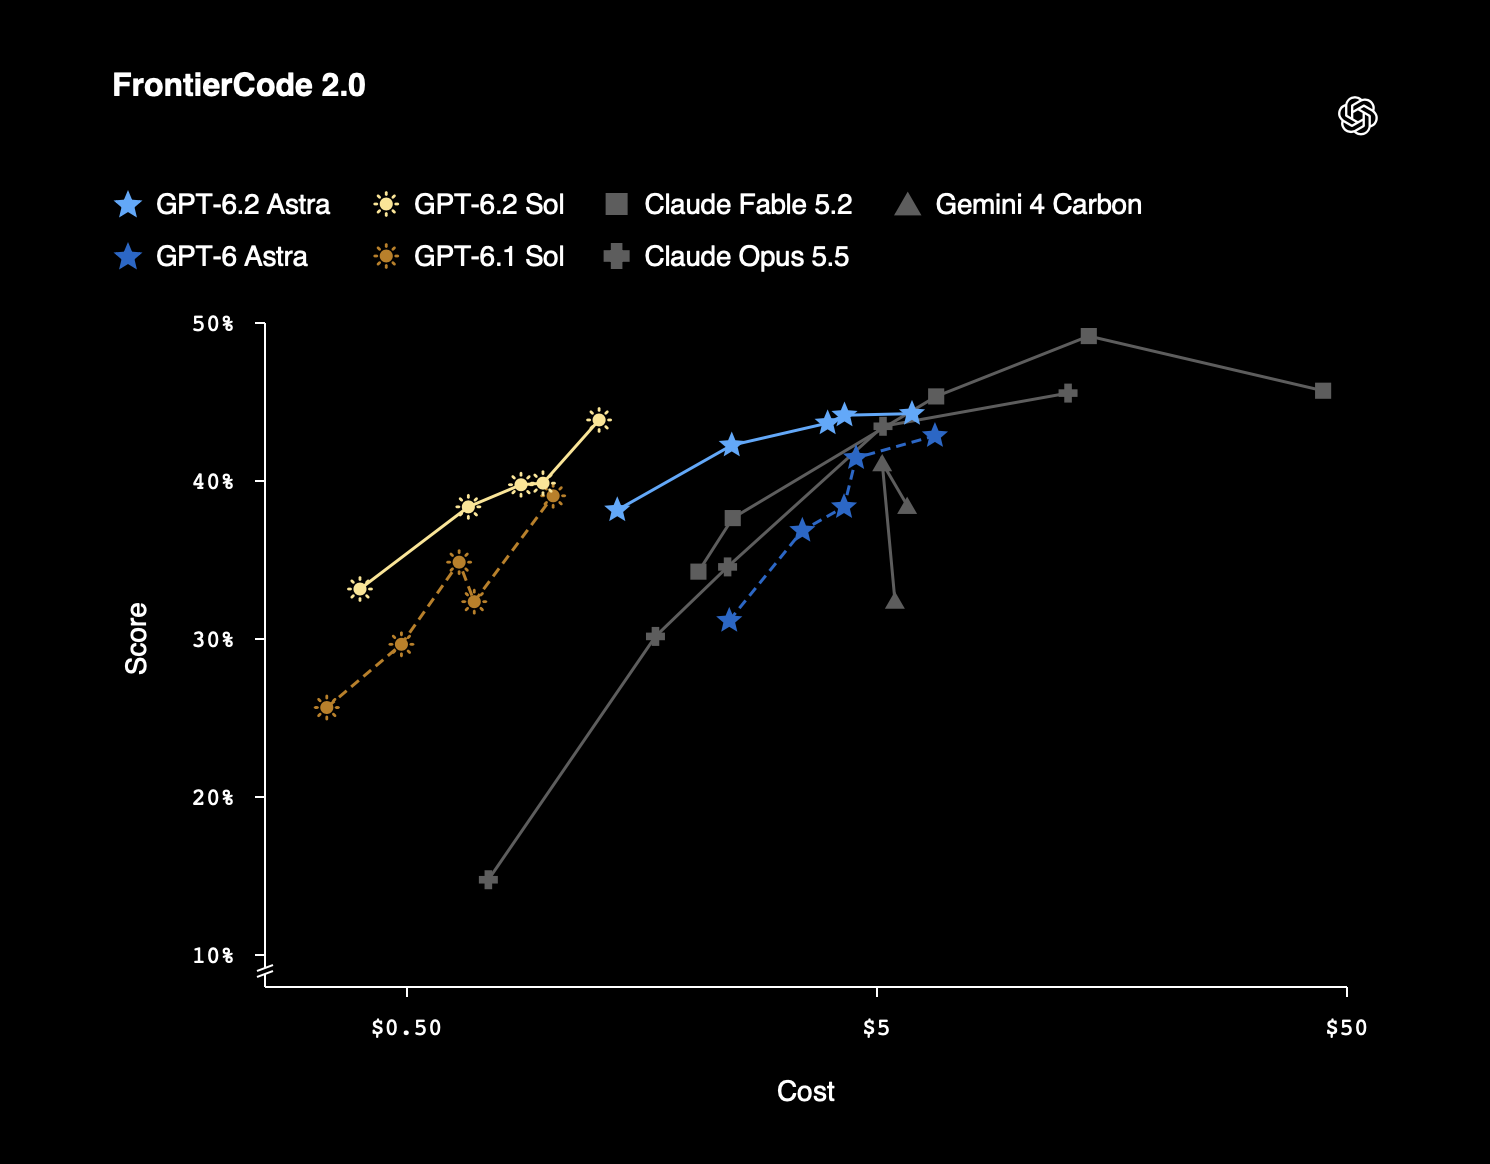 FrontierCode 2.0
GPT-6.2 Astra GPT-6.2 Sol Claude Fable 5.2 Gemini 4 Carbon
GPT-6 Astra GPT-6.1 Sol Claude Opus 5.5
50%
40%
30%
20%
10%
Score
$0.50 $5 $50
Cost